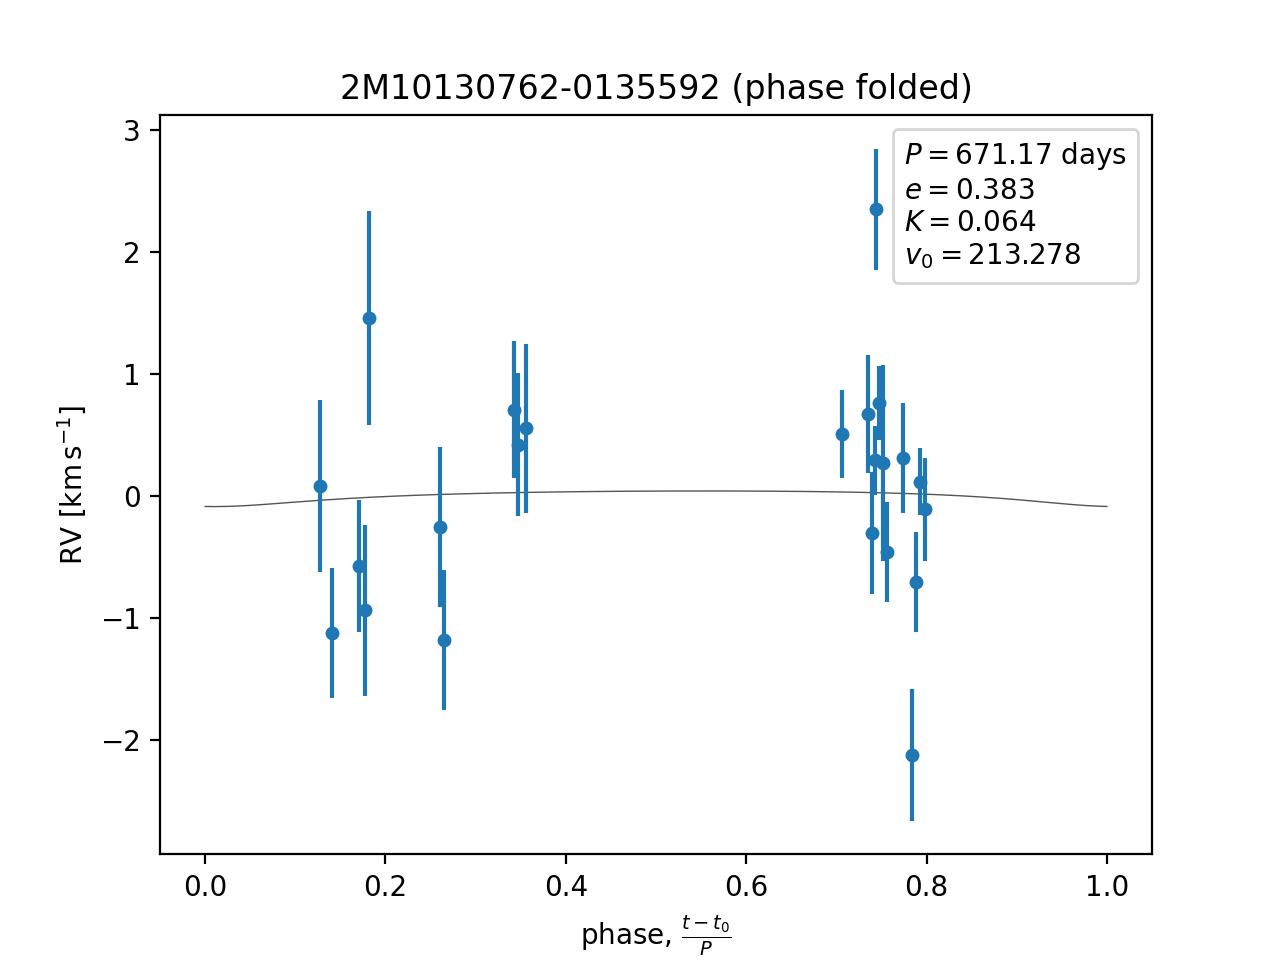 2M10130762-0135592 (phase folded)
P = 671.17 days
e = 0.383
K = 0.064
v₀ = 213.278
3
2
1
0
−1
−2
RV [km s⁻¹]
0.0 0.2 0.4 0.6 0.8 1.0
phase, (t − t₀)/P